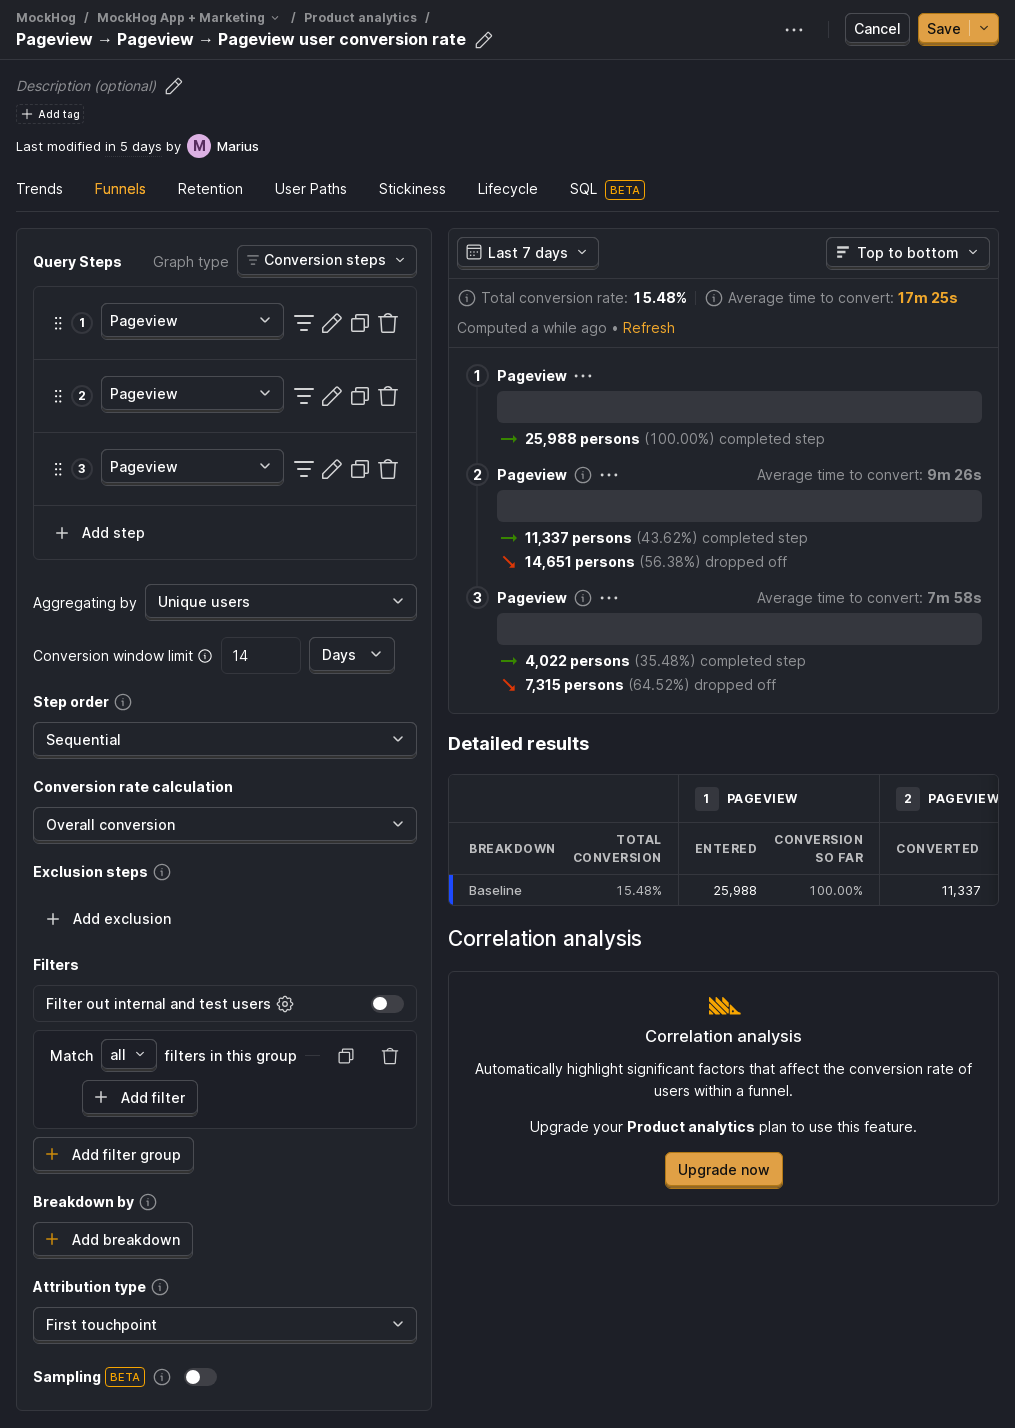 MockHog / MockHog App + Marketing / Product analytics /
Pageview → Pageview → Pageview user conversion rate
Cancel
Save
Description (optional)
Add tag
Last modified in 5 days by M Marius
Trends Funnels Retention User Paths Stickiness Lifecycle SQL BETA
Query Steps
Graph type
Conversion steps
1 Pageview
2 Pageview
3 Pageview
Add step
Aggregating by Unique users
Conversion window limit 14 Days
Step order
Sequential
Conversion rate calculation
Overall conversion
Exclusion steps
Add exclusion
Filters
Filter out internal and test users
Match all filters in this group
Add filter
Add filter group
Breakdown by
Add breakdown
Attribution type
First touchpoint
Sampling BETA
Last 7 days
Top to bottom
Total conversion rate: 15.48% Average time to convert: 17m 25s
Computed a while ago • Refresh
1 Pageview
25,988 persons (100.00%) completed step
2 Pageview Average time to convert: 9m 26s
11,337 persons (43.62%) completed step
14,651 persons (56.38%) dropped off
3 Pageview Average time to convert: 7m 58s
4,022 persons (35.48%) completed step
7,315 persons (64.52%) dropped off
Detailed results
1 PAGEVIEW 2 PAGEVIEW
BREAKDOWN
TOTAL
CONVERSION
ENTERED
CONVERSION
SO FAR
CONVERTED
Baseline 15.48% 25,988 100.00% 11,337
Correlation analysis
Correlation analysis
Automatically highlight significant factors that affect the conversion rate of
users within a funnel.
Upgrade your Product analytics plan to use this feature.
Upgrade now